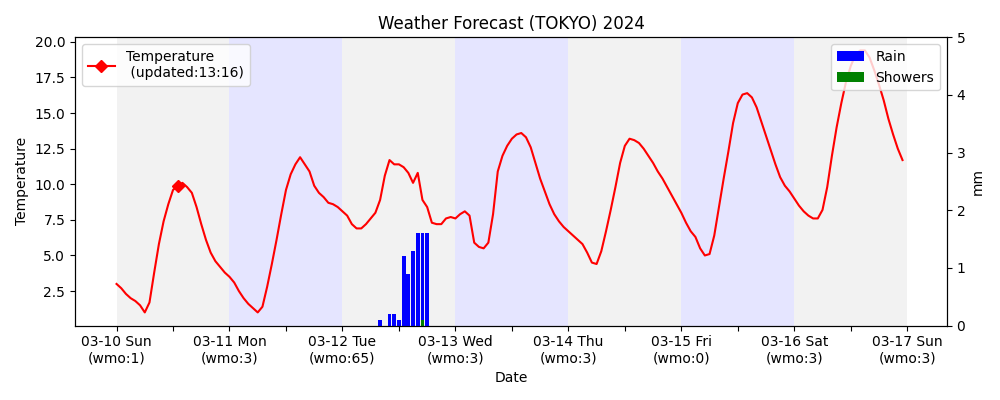 Weather Forecast (TOKYO) 2024
Temperature
(updated:13:16)
Rain
Showers
Temperature
20.0
17.5
15.0
12.5
10.0
7.5
5.0
2.5
5
4
3
2
1
0
mm
03-10 Sun 03-11 Mon 03-12 Tue 03-13 Wed 03-14 Thu 03-15 Fri 03-16 Sat 03-17 Sun
(wmo:1) (wmo:3) (wmo:65) (wmo:3) (wmo:3) (wmo:0) (wmo:3) (wmo:3)
Date